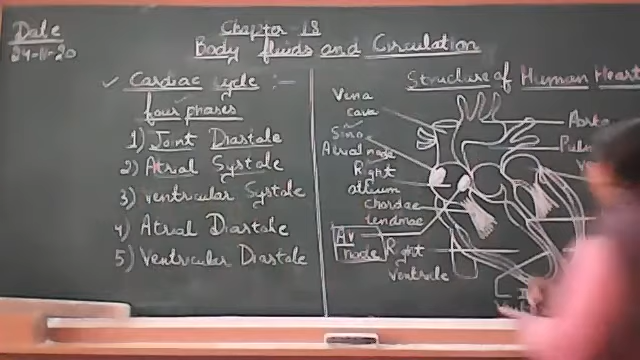 Date
24-11-20
Chapter 18
Body fluids and Circulation
✓ Cardiac cycle :-
four phases
1) Joint Diastole
2) Atrial Systole
3) Ventricular Systole
4) Atrial Diastole
5) Ventricular Diastole
Structure of Human Heart
Vena
cava
Sino
Atrial node
Right
atrium
Chordae
tendinae
AV
node
Right
ventricle
Aorta